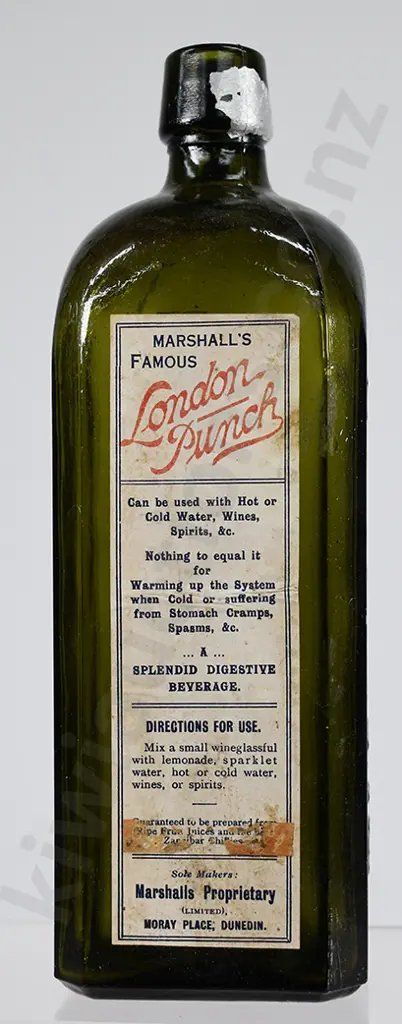 MARSHALL'S
FAMOUS
London
Punch
Can be used with Hot or
Cold Water, Wines,
Spirits, &c.
Nothing to equal it
for
Warming up the System
when Cold or suffering
from Stomach Cramps,
Spasms, &c.
... A ...
SPLENDID DIGESTIVE
BEVERAGE.
DIRECTIONS FOR USE.
Mix a small wineglassful
with lemonade, sparklet
water, hot or cold water,
wines, or spirits.
Guaranteed to be prepared from
Ripe Fruit Juices and the
Zanzibar Chillies
Sole Makers:
Marshalls Proprietary
(LIMITED),
MORAY PLACE, DUNEDIN.